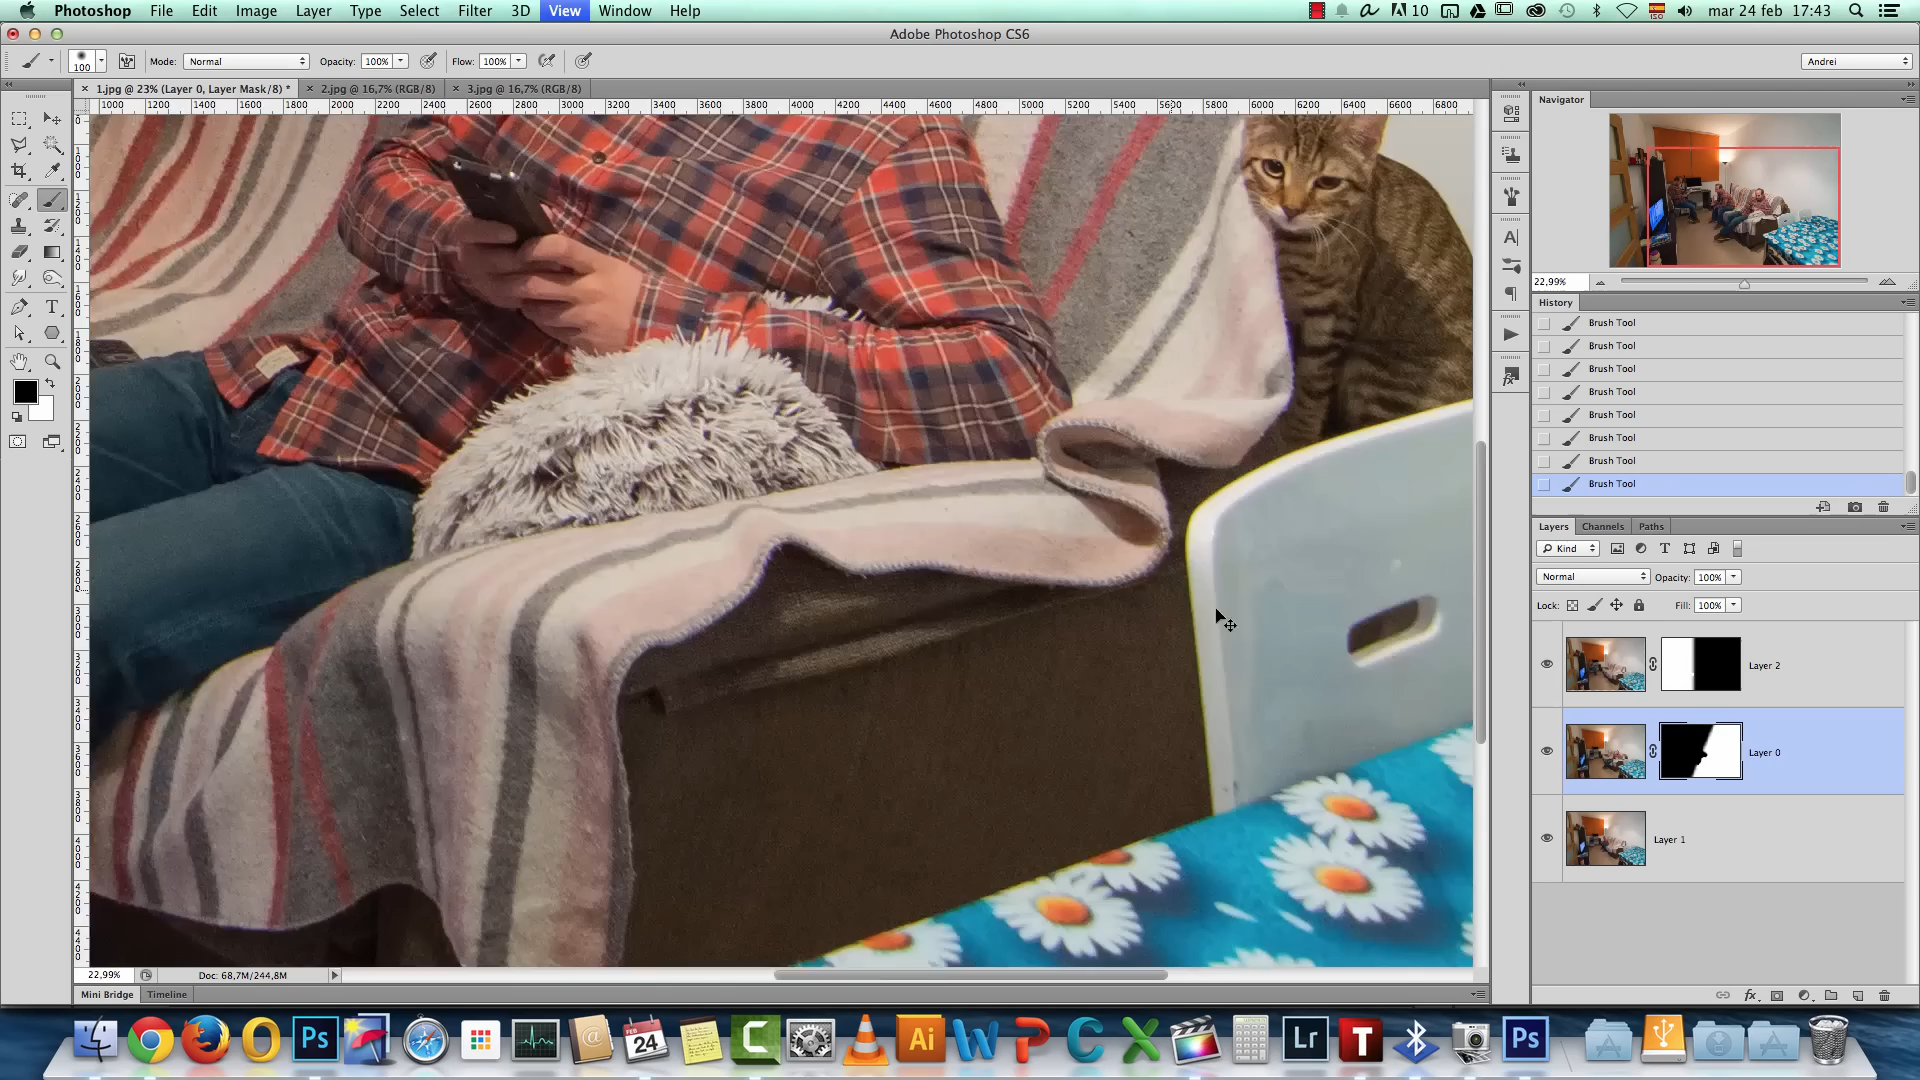 Photoshop File Edit Image Layer Type Select Filter 3D View Window Help 10 ISO mar 24 feb 17:43
Adobe Photoshop CS6
100 Mode: Normal Opacity: 100% Flow: 100% Andrei
1.jpg @ 23% (Layer 0, Layer Mask/8) * 2.jpg @ 16,7% (RGB/8) 3.jpg @ 16,7% (RGB/8)
1000 1200 1400 1600 1800 2000 2200 2400 2600 2800 3000 3200 3400 3600 3800 4000 4200 4400 4600 4800 5000 5200 5400 5600 5800 6000 6200 6400 6600 6800
Navigator
22,99%
History
Brush Tool
Brush Tool
Brush Tool
Brush Tool
Brush Tool
Brush Tool
Brush Tool
Brush Tool
Layers Channels Paths
Kind
Normal Opacity: 100%
Lock: Fill: 100%
Layer 2
Layer 0
Layer 1
22,99% Doc: 68,7M/244,8M
Mini Bridge Timeline
Ps FEB 24 Ai Lr T Ps